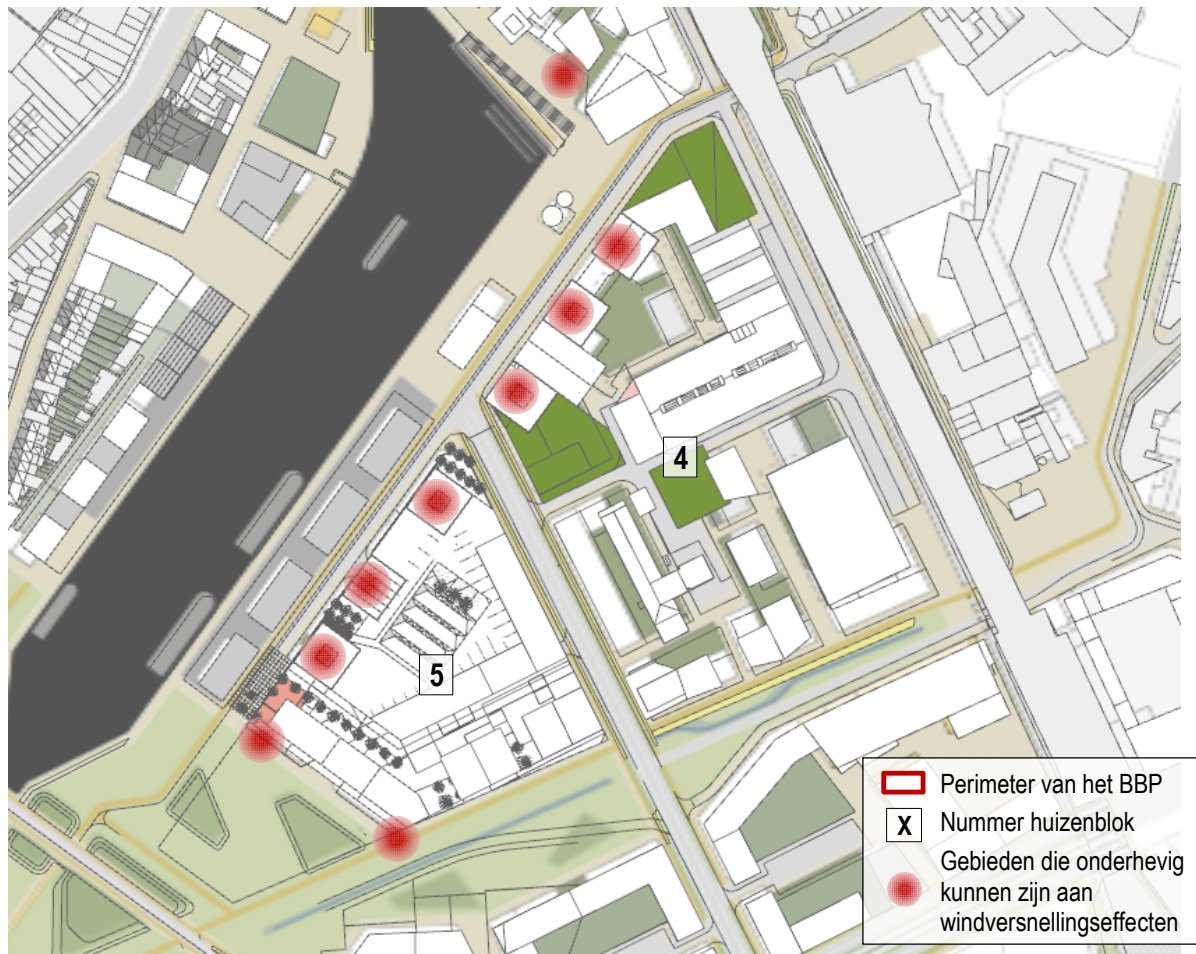 4
5
Perimeter van het BBP
X Nummer huizenblok
Gebieden die onderhevig
kunnen zijn aan
windversnellingseffecten